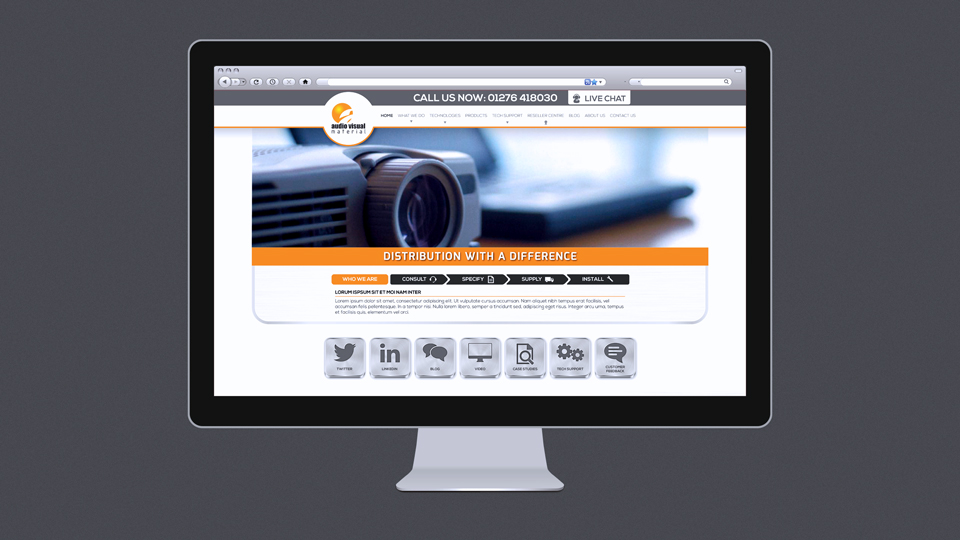 CALL US NOW: 01276 418030
LIVE CHAT
audio visual
material
HOME WHAT WE DO TECHNOLOGIES PRODUCTS TECH SUPPORT RESELLER CENTRE BLOG ABOUT US CONTACT US
DISTRIBUTION WITH A DIFFERENCE
WHO WE ARE CONSULT SPECIFY SUPPLY INSTALL
LORUM ISPSUM SIT ET MOI NAM INTER
Lorem ipsum dolor sit amet, consectetur adipiscing elit. Ut vulputate cursus accumsan. Nam aliquet nibh tempus erat facilisis, vel
accumsan felis pellentesque. In a tempor nisi. Nulla lorem libero, semper a tincidunt sed, adipiscing eget risus. Integer arcu urna, tempus
et facilisis quis, elementum vel orci.
TWITTER LINKEDIN BLOG VIDEO CASE STUDIES TECH SUPPORT CUSTOMER
FEEDBACK